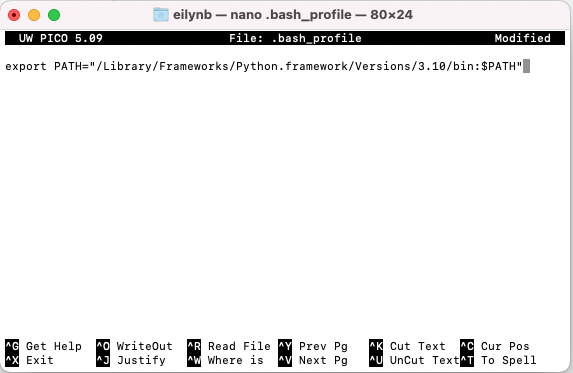 eilynb — nano .bash_profile — 80×24
UW PICO 5.09 File: .bash_profile Modified
export PATH="/Library/Frameworks/Python.framework/Versions/3.10/bin:$PATH"
^G Get Help ^O WriteOut ^R Read File ^Y Prev Pg ^K Cut Text ^C Cur Pos
^X Exit ^J Justify ^W Where is ^V Next Pg ^U UnCut Text ^T To Spell